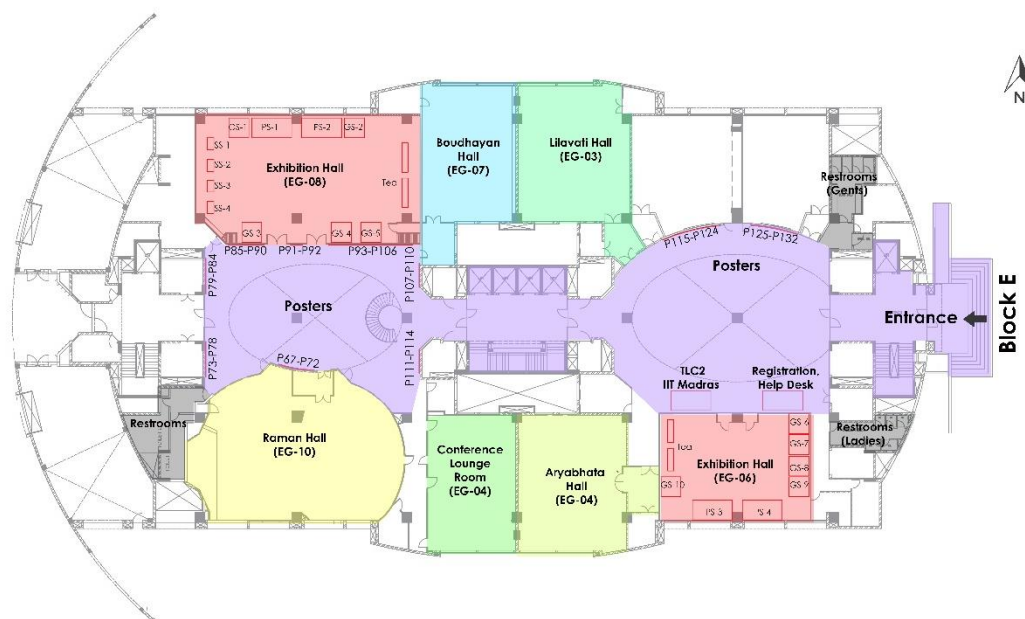 N
CS-1
PS-1
PS-2
GS-2
SS 1
SS-2
SS-3
SS-4
Exhibition Hall
(EG-08)
Tea
GS 3
GS 4
GS-5
Boudhayan
Hall
(EG-07)
Lilavati Hall
(EG-03)
Restrooms
(Gents)
P85-P90
P91-P92
P93-P106
P79-P84
P107-P110
P115-P124
P125-P132
Posters
Posters
Entrance
Block E
P73-P78
P67-P72
P111-P114
TLC2
IIT Madras
Registration,
Help Desk
Restrooms
Raman Hall
(EG-10)
Conference
Lounge
Room
(EG-04)
Aryabhata
Hall
(EG-04)
Tea
Exhibition Hall
(EG-06)
GS-6
GS-7
GS-8
GS 9
GS 10
PS 3
Restrooms
(Ladies)